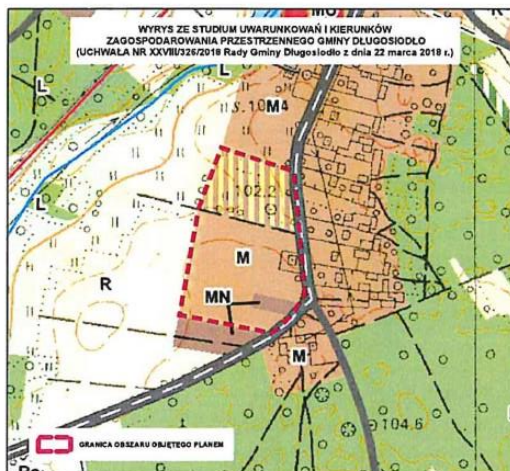 WYRYS ZE STUDIUM UWARUNKOWAŃ I KIERUNKÓW
ZAGOSPODAROWANIA PRZESTRZENNEGO GMINY DŁUGOSIODŁO
(UCHWAŁA NR XXVIII/326/2018 Rady Gminy Długosiodło z dnia 22 marca 2018 r.)
R
L
L
M
102,2
L
M
R
MN
M
104,6
GRANICA OBSZARU OBJĘTEGO PLANEM